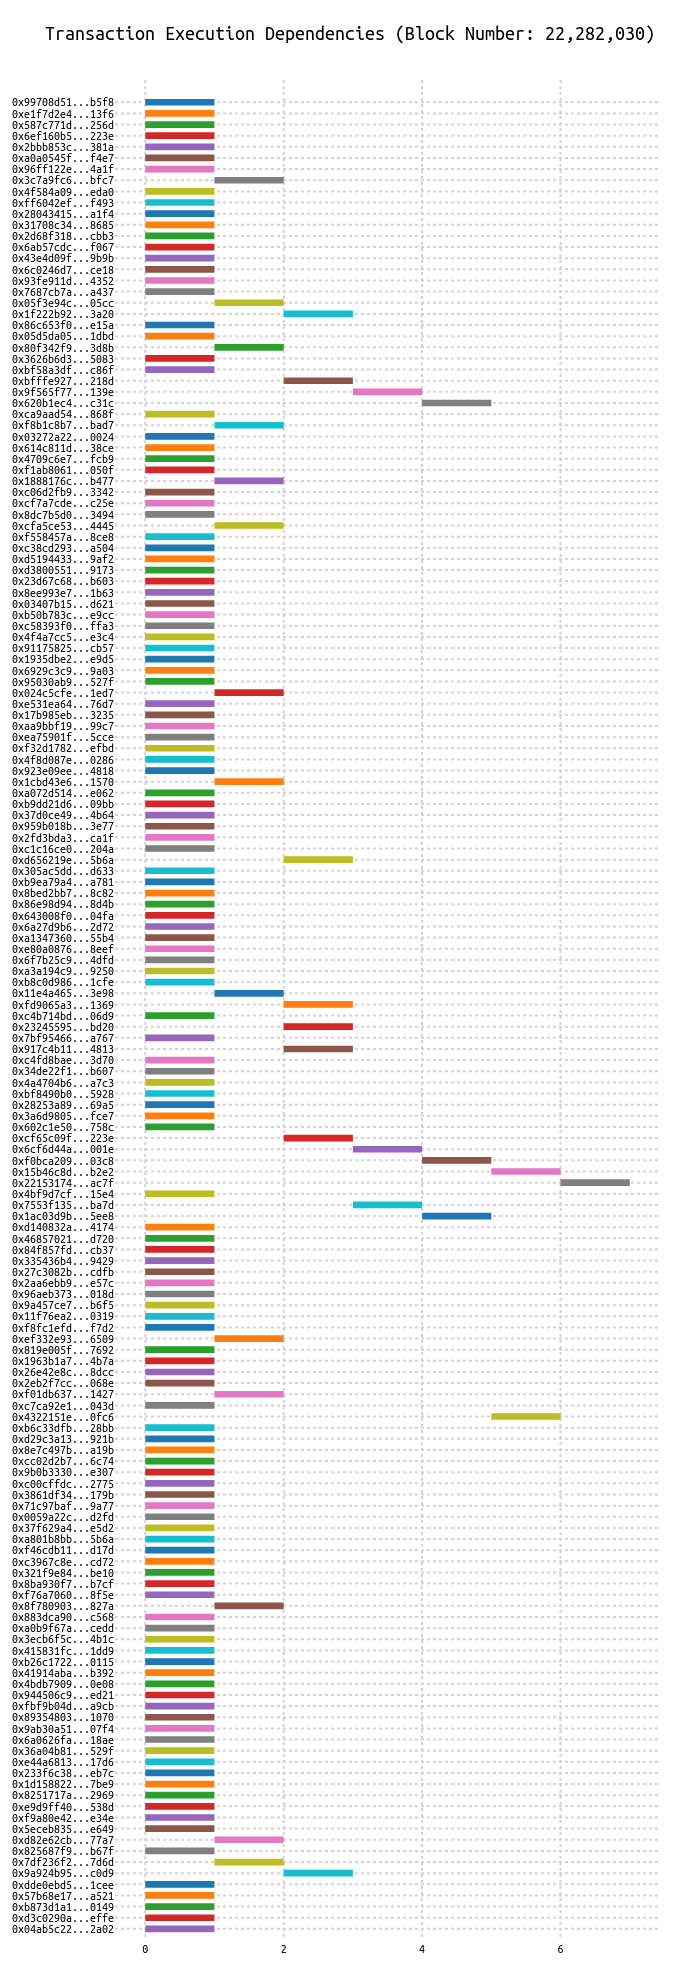 Transaction Execution Dependencies (Block Number: 22,282,030)
0x99708d51...b5f8
0xe1f7d2e4...13f6
0x587c771d...256d
0x6ef160b5...223e
0x2bbb853c...381a
0xa0a0545f...f4e7
0x96ff122e...4a1f
0x3c7a9fc6...bfc7
0x4f584a09...eda0
0xff6042ef...f493
0x28043415...a1f4
0x31708c34...8685
0x2d68f318...cbb3
0x6ab57cdc...f067
0x43e4d09f...9b9b
0x6c0246d7...ce18
0x93fe911d...4352
0x7687cb7a...a437
0x05f3e94c...05cc
0x1f222b92...3a20
0x86c653f0...e15a
0x05d5da05...1dbd
0x80f342f9...3d8b
0x3626b6d3...5083
0xbf58a3df...c86f
0xbfffe927...218d
0x9f565f77...139e
0x620b1ec4...c31c
0xca9aad54...868f
0xf8b1c8b7...bad7
0x03272a22...0024
0x614c811d...38ce
0x4709c6e7...fcb9
0xf1ab8061...050f
0x1888176c...b477
0xc06d2fb9...3342
0xcf7a7cde...c25e
0x8dc7b5d0...3494
0xcfa5ce53...4445
0xf558457a...8ce8
0xc38cd293...a504
0xd5194433...9af2
0xd3800551...9173
0x23d67c68...b603
0x8ee993e7...1b63
0x03407b15...d621
0xb50b783c...e9cc
0xc58393f0...ffa3
0x4f4a7cc5...e3c4
0x91175825...cb57
0x1935dbe2...e9d5
0x6929c3c9...9a03
0x95030ab9...527f
0x024c5cfe...1ed7
0xe531ea64...76d7
0x17b985eb...3235
0xaa9bbf19...99c7
0xea75901f...5cce
0xf32d1782...efbd
0x4f8d087e...0286
0x923e09ee...4818
0x1cbd43e6...1570
0xa072d514...e062
0xb9dd21d6...09bb
0x37d0ce49...4b64
0x959b018b...3e77
0x2fd3bda3...ca1f
0xc1c16ce0...204a
0xd656219e...5b6a
0x305ac5dd...d633
0xb9ea79a4...a781
0x8bed2bb7...8c82
0x86e98d94...8d4b
0x643008f0...04fa
0x6a27d9b6...2d72
0xa1347360...55b4
0xe80a0876...8eef
0x6f7b25c9...4dfd
0xa3a194c9...9250
0xb8c0d986...1cfe
0x11e4a465...3e98
0xfd9065a3...1369
0xc4b714bd...06d9
0x23245595...bd20
0x7bf95466...a767
0x917c4b11...4813
0xc4fd8bae...3d70
0x34de22f1...b607
0x4a4704b6...a7c3
0xbf8490b0...5928
0x28253a89...69a5
0x3a6d9805...fce7
0x602c1e50...758c
0xcf65c09f...223e
0x6cf6d44a...001e
0xf0bca209...03c8
0x15b46c8d...b2e2
0x22153174...ac7f
0x4bf9d7cf...15e4
0x7553f135...ba7d
0x1ac03d9b...5ee8
0xd140832a...4174
0x46857021...d720
0x84f857fd...cb37
0x335436b4...9429
0x27c3082b...cdfb
0x2aa6ebb9...e57c
0x96aeb373...018d
0x9a457ce7...b6f5
0x11f76ea2...0319
0xf8fc1efd...f7d2
0xef332e93...6509
0x819e005f...7692
0x1963b1a7...4b7a
0x26e42e8c...8dcc
0x2eb2f7cc...068e
0xf01db637...1427
0xc7ca92e1...043d
0x4322151e...0fc6
0xb6c33dfb...28bb
0xd29c3a13...921b
0x8e7c497b...a19b
0xcc02d2b7...6c74
0x9b0b3330...e307
0xc00cffdc...2775
0x3861df34...179b
0x71c97baf...9a77
0x0059a22c...d2fd
0x37f629a4...e5d2
0xa801b8bb...5b6a
0xf46cdb11...d17d
0xc3967c8e...cd72
0x321f9e84...be10
0x8ba930f7...b7cf
0xf76a7060...8f5e
0x8f780903...827a
0x883dca90...c568
0xa0b9f67a...cedd
0x3ecb6f5c...4b1c
0x415831fc...1dd9
0xb26c1722...0115
0x41914aba...b392
0x4bdb7909...0e08
0x944506c9...ed21
0xfbf9b04d...a9cb
0x89354803...1070
0x9ab30a51...07f4
0x6a0626fa...18ae
0x36a04b81...529f
0xe44a6813...17d6
0x233f6c38...eb7c
0x1d158822...7be9
0x8251717a...2969
0xe9d9ff40...538d
0xf9a80e42...e34e
0x5eceb835...e649
0xd82e62cb...77a7
0x825687f9...b67f
0x7df236f2...7d6d
0x9a924b95...c0d9
0xdde0ebd5...1cee
0x57b68e17...a521
0xb873d1a1...0149
0xd3c0290a...effe
0x04ab5c22...2a02
0 2 4 6